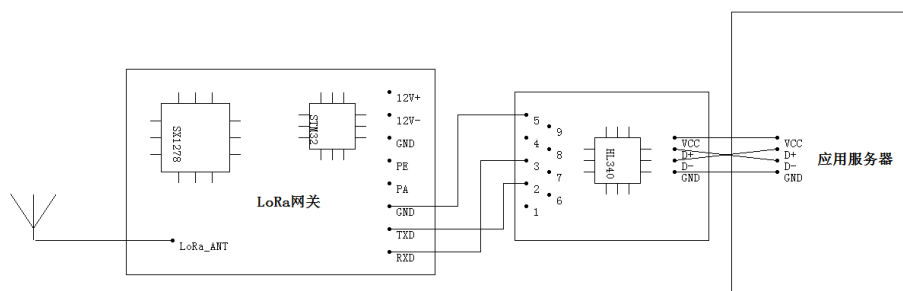 SX1278
STM32
12V+
12V-
GND
PE
PA
GND
TXD
RXD
LoRa网关
LoRa_ANT
5
9
4
8
3
7
2
6
1
HL340
VCC
D+
D-
GND
VCC
D+
D-
GND
应用服务器